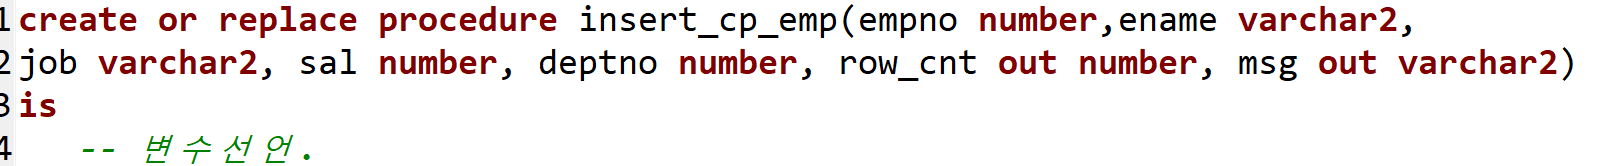 1 create or replace procedure insert_cp_emp(empno number,ename varchar2,
2 job varchar2, sal number, deptno number, row_cnt out number, msg out varchar2)
3 is
4 -- 변수선언.